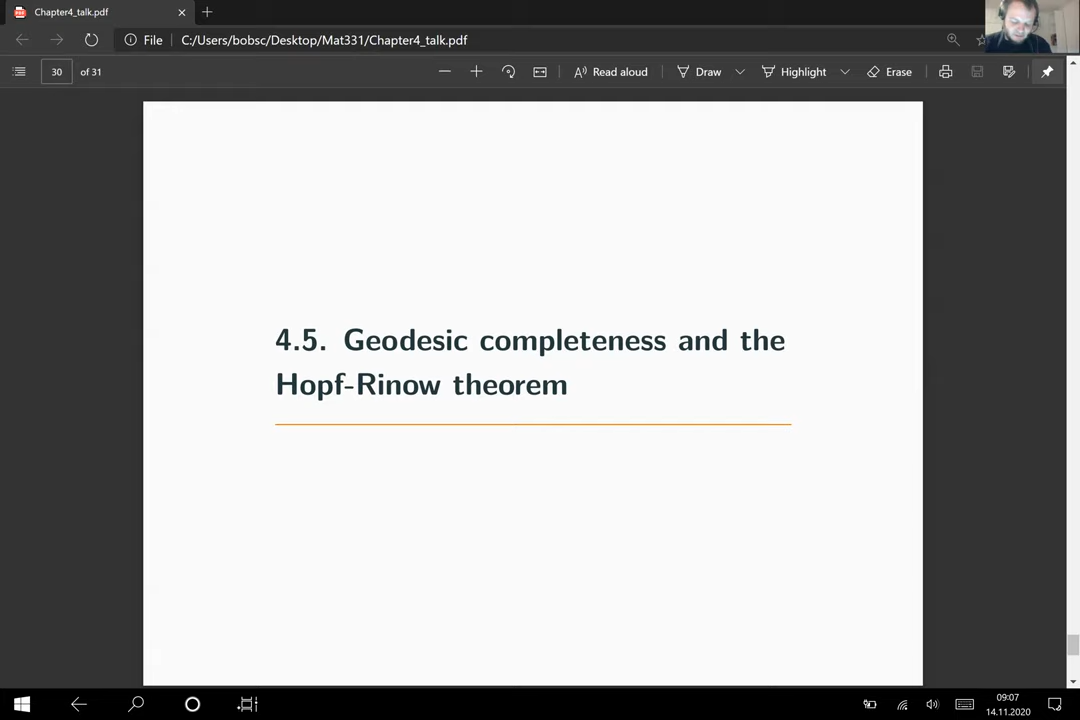 Chapter4_talk.pdf
File C:/Users/bobsc/Desktop/Mat331/Chapter4_talk.pdf
30 of 31 Read aloud Draw Highlight Erase
4.5. Geodesic completeness and the
Hopf-Rinow theorem
09:07
14.11.2020